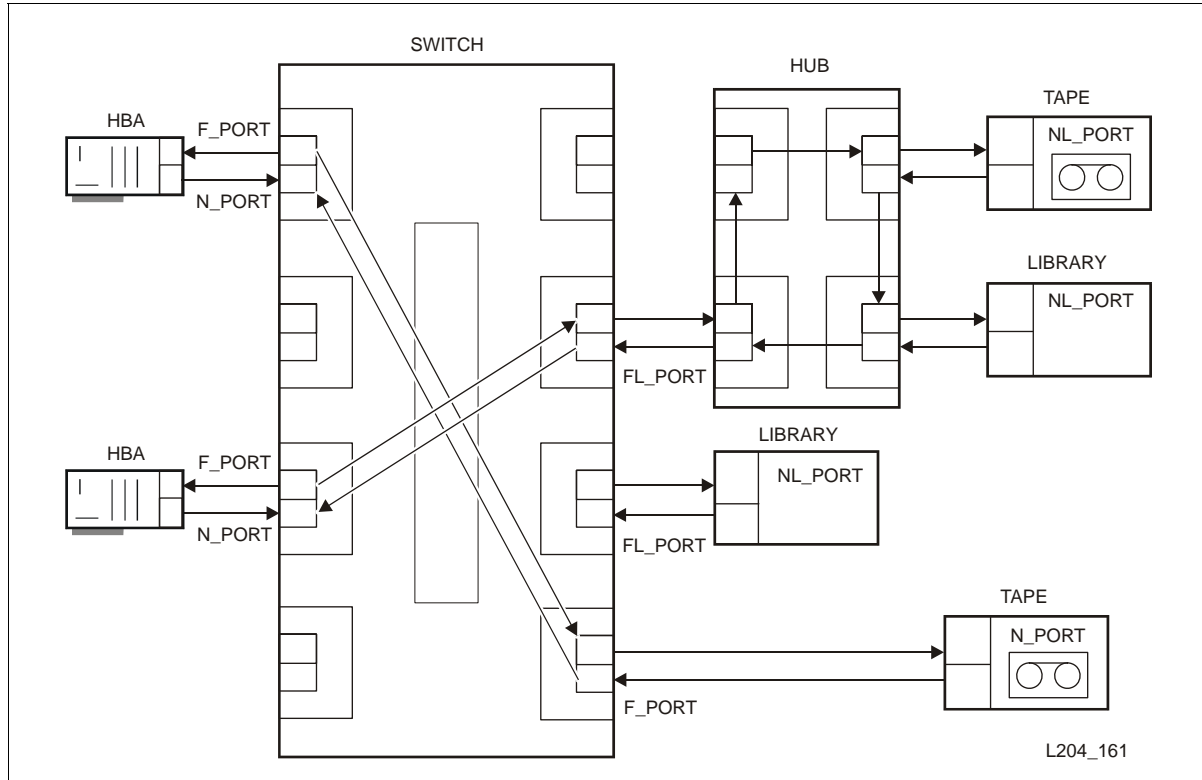 SWITCH
HUB
TAPE
HBA
F_PORT
NL_PORT
N_PORT
LIBRARY
NL_PORT
FL_PORT
HBA
F_PORT
LIBRARY
NL_PORT
N_PORT
FL_PORT
TAPE
N_PORT
F_PORT
L204_161